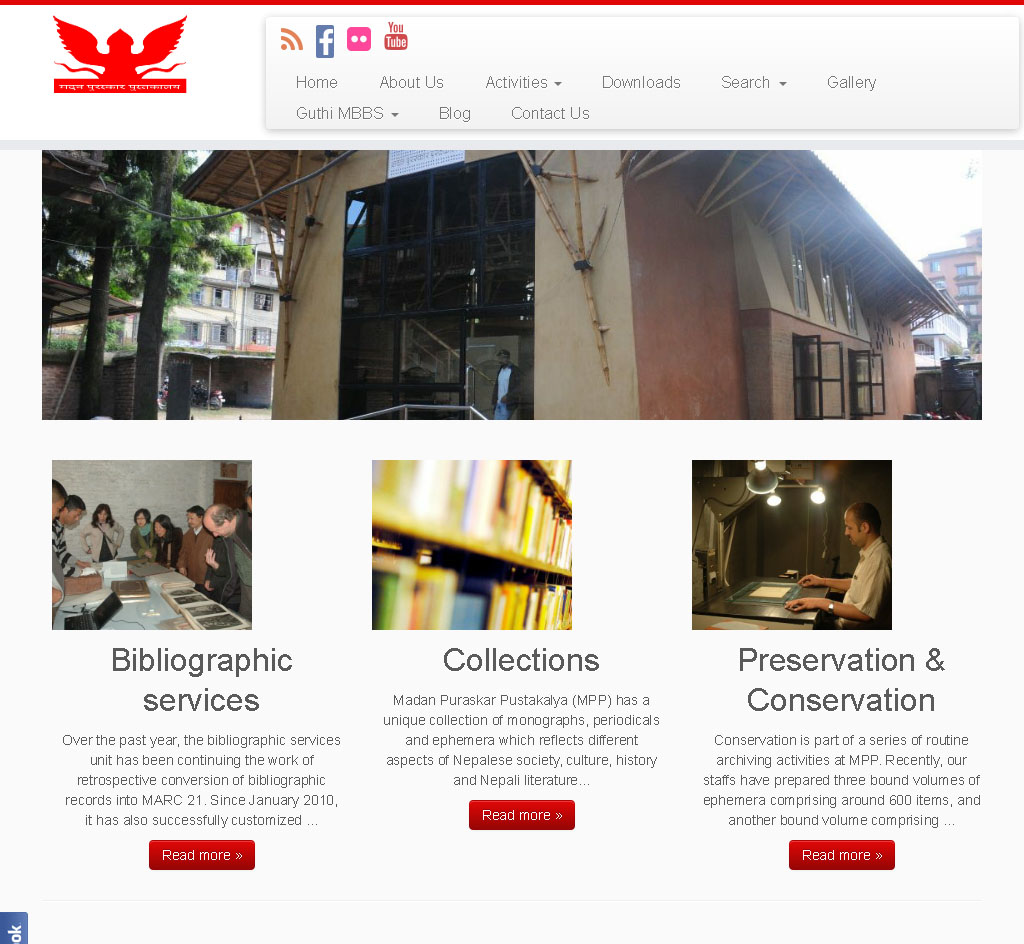 मदन पुरस्कार पुस्तकालय
You
Tube
Home About Us Activities Downloads Search Gallery
Guthi MBBS Blog Contact Us
Bibliographic
services
Over the past year, the bibliographic services
unit has been continuing the work of
retrospective conversion of bibliographic
records into MARC 21. Since January 2010,
it has also successfully customized ...
Read more »
Collections
Madan Puraskar Pustakalya (MPP) has a
unique collection of monographs, periodicals
and ephemera which reflects different
aspects of Nepalese society, culture, history
and Nepali literature...
Read more »
Preservation &
Conservation
Conservation is part of a series of routine
archiving activities at MPP. Recently, our
staffs have prepared three bound volumes of
ephemera comprising around 600 items, and
another bound volume comprising ...
Read more »
ok